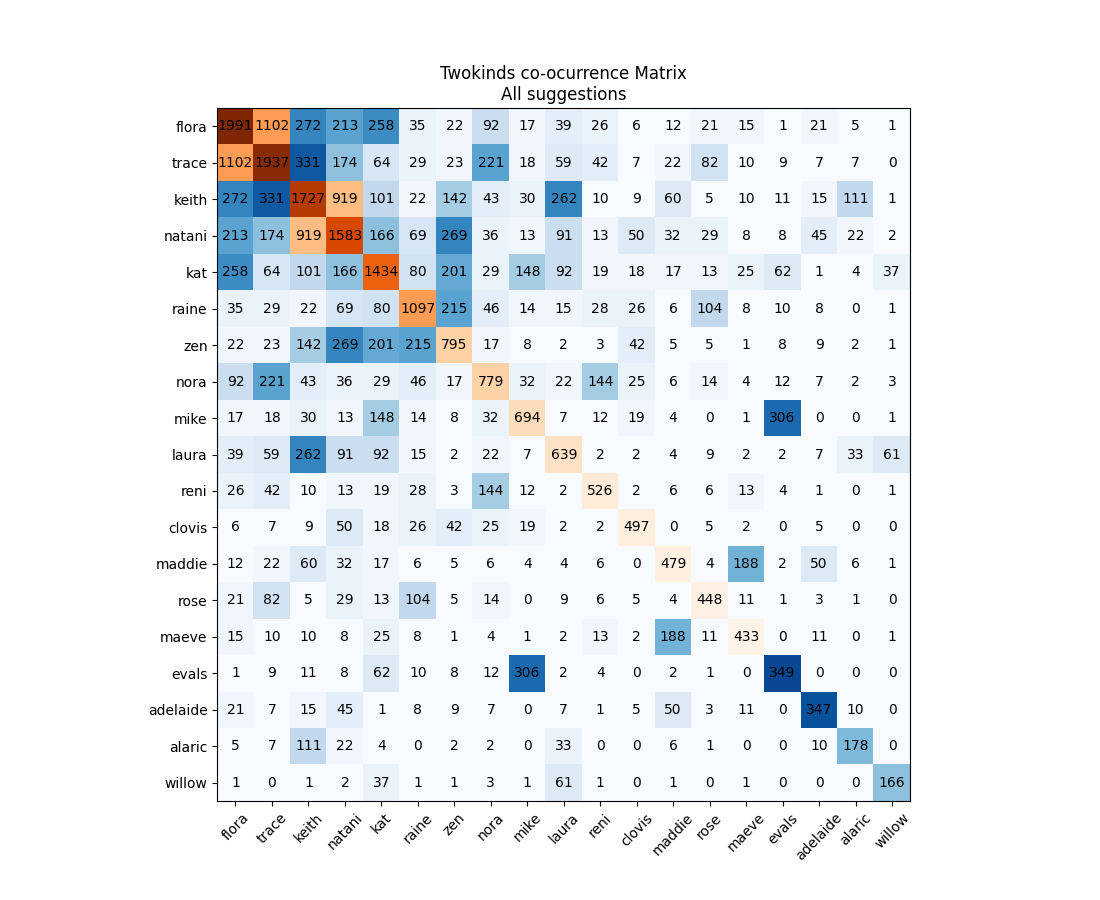 Twokinds co-ocurrence Matrix
All suggestions
flora 1991 1102 272 213 258 35 22 92 17 39 26 6 12 21 15 1 21 5 1
trace 1102 1937 331 174 64 29 23 221 18 59 42 7 22 82 10 9 7 7 0
keith 272 331 1727 919 101 22 142 43 30 262 10 9 60 5 10 11 15 111 1
natani 213 174 919 1583 166 69 269 36 13 91 13 50 32 29 8 8 45 22 2
kat 258 64 101 166 1434 80 201 29 148 92 19 18 17 13 25 62 1 4 37
raine 35 29 22 69 80 1097 215 46 14 15 28 26 6 104 8 10 8 0 1
zen 22 23 142 269 201 215 795 17 8 2 3 42 5 5 1 8 9 2 1
nora 92 221 43 36 29 46 17 779 32 22 144 25 6 14 4 12 7 2 3
mike 17 18 30 13 148 14 8 32 694 7 12 19 4 0 1 306 0 0 1
laura 39 59 262 91 92 15 2 22 7 639 2 2 4 9 2 2 7 33 61
reni 26 42 10 13 19 28 3 144 12 2 526 2 6 6 13 4 1 0 1
clovis 6 7 9 50 18 26 42 25 19 2 2 497 0 5 2 0 5 0 0
maddie 12 22 60 32 17 6 5 6 4 4 6 0 479 4 188 2 50 6 1
rose 21 82 5 29 13 104 5 14 0 9 6 5 4 448 11 1 3 1 0
maeve 15 10 10 8 25 8 1 4 1 2 13 2 188 11 433 0 11 0 1
evals 1 9 11 8 62 10 8 12 306 2 4 0 2 1 0 349 0 0 0
adelaide 21 7 15 45 1 8 9 7 0 7 1 5 50 3 11 0 347 10 0
alaric 5 7 111 22 4 0 2 2 0 33 0 0 6 1 0 0 10 178 0
willow 1 0 1 2 37 1 1 3 1 61 1 0 1 0 1 0 0 0 166
flora trace keith natani kat raine zen nora mike laura reni clovis maddie rose maeve evals adelaide alaric willow